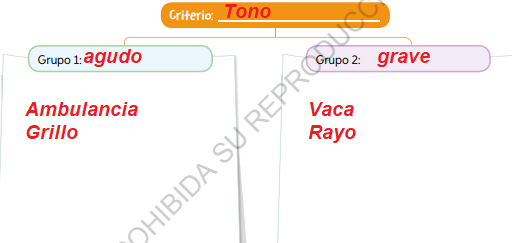 Criterio: Tono
Grupo 1: agudo
Grupo 2: grave
Ambulancia
Grillo
Vaca
Rayo
PROHIBIDA SU REPRODUCCIÓN